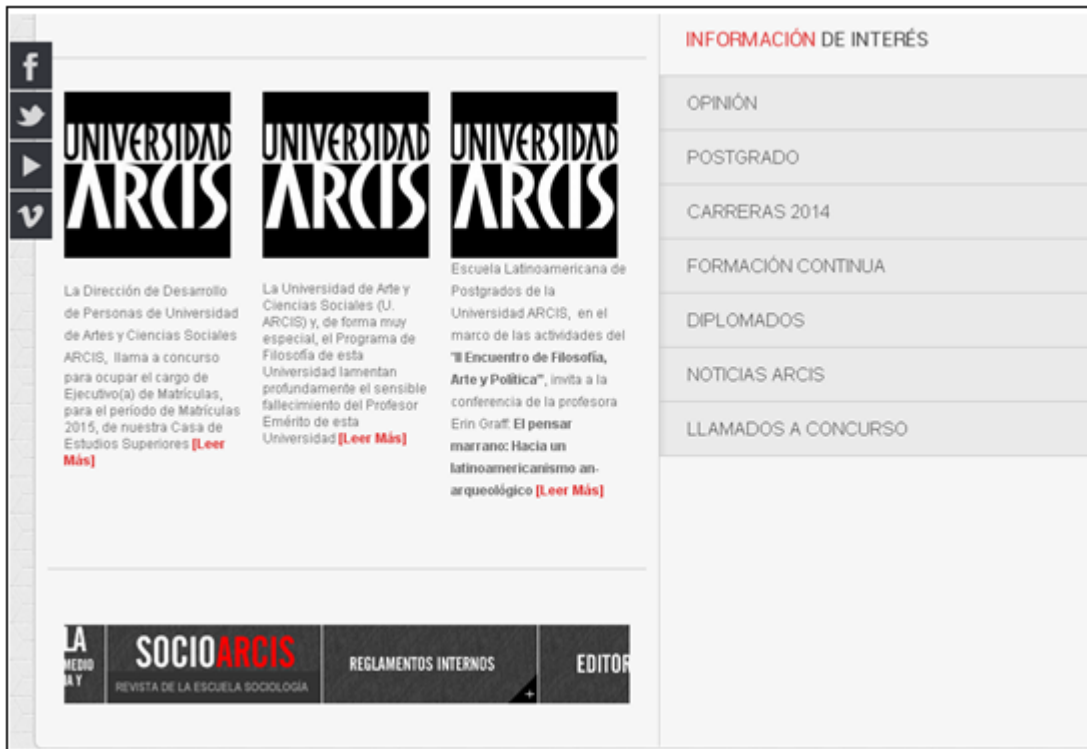 UNIVERSIDAD
ARCIS
La Dirección de Desarrollo
de Personas de Universidad
de Artes y Ciencias Sociales
ARCIS, llama a concurso
para ocupar el cargo de
Ejecutivo(a) de Matrículas,
para el período de Matrículas
2015, de nuestra Casa de
Estudios Superiores [Leer
Más]
UNIVERSIDAD
ARCIS
La Universidad de Arte y
Ciencias Sociales (U.
ARCIS) y, de forma muy
especial, el Programa de
Filosofía de esta
Universidad lamentan
profundamente el sensible
fallecimiento del Profesor
Emérito de esta
Universidad [Leer Más]
UNIVERSIDAD
ARCIS
Escuela Latinoamericana de
Postgrados de la
Universidad ARCIS, en el
marco de las actividades del
"II Encuentro de Filosofía,
Arte y Política", invita a la
conferencia de la profesora
Erin Graff: El pensar
marrano: Hacia un
latinoamericanismo an-
arqueológico [Leer Más]
LA
MEDIO
IA Y
SOCIOARCIS
REVISTA DE LA ESCUELA SOCIOLOGÍA
REGLAMENTOS INTERNOS
+
EDITOR
INFORMACIÓN DE INTERÉS
OPINIÓN
POSTGRADO
CARRERAS 2014
FORMACIÓN CONTINUA
DIPLOMADOS
NOTICIAS ARCIS
LLAMADOS A CONCURSO